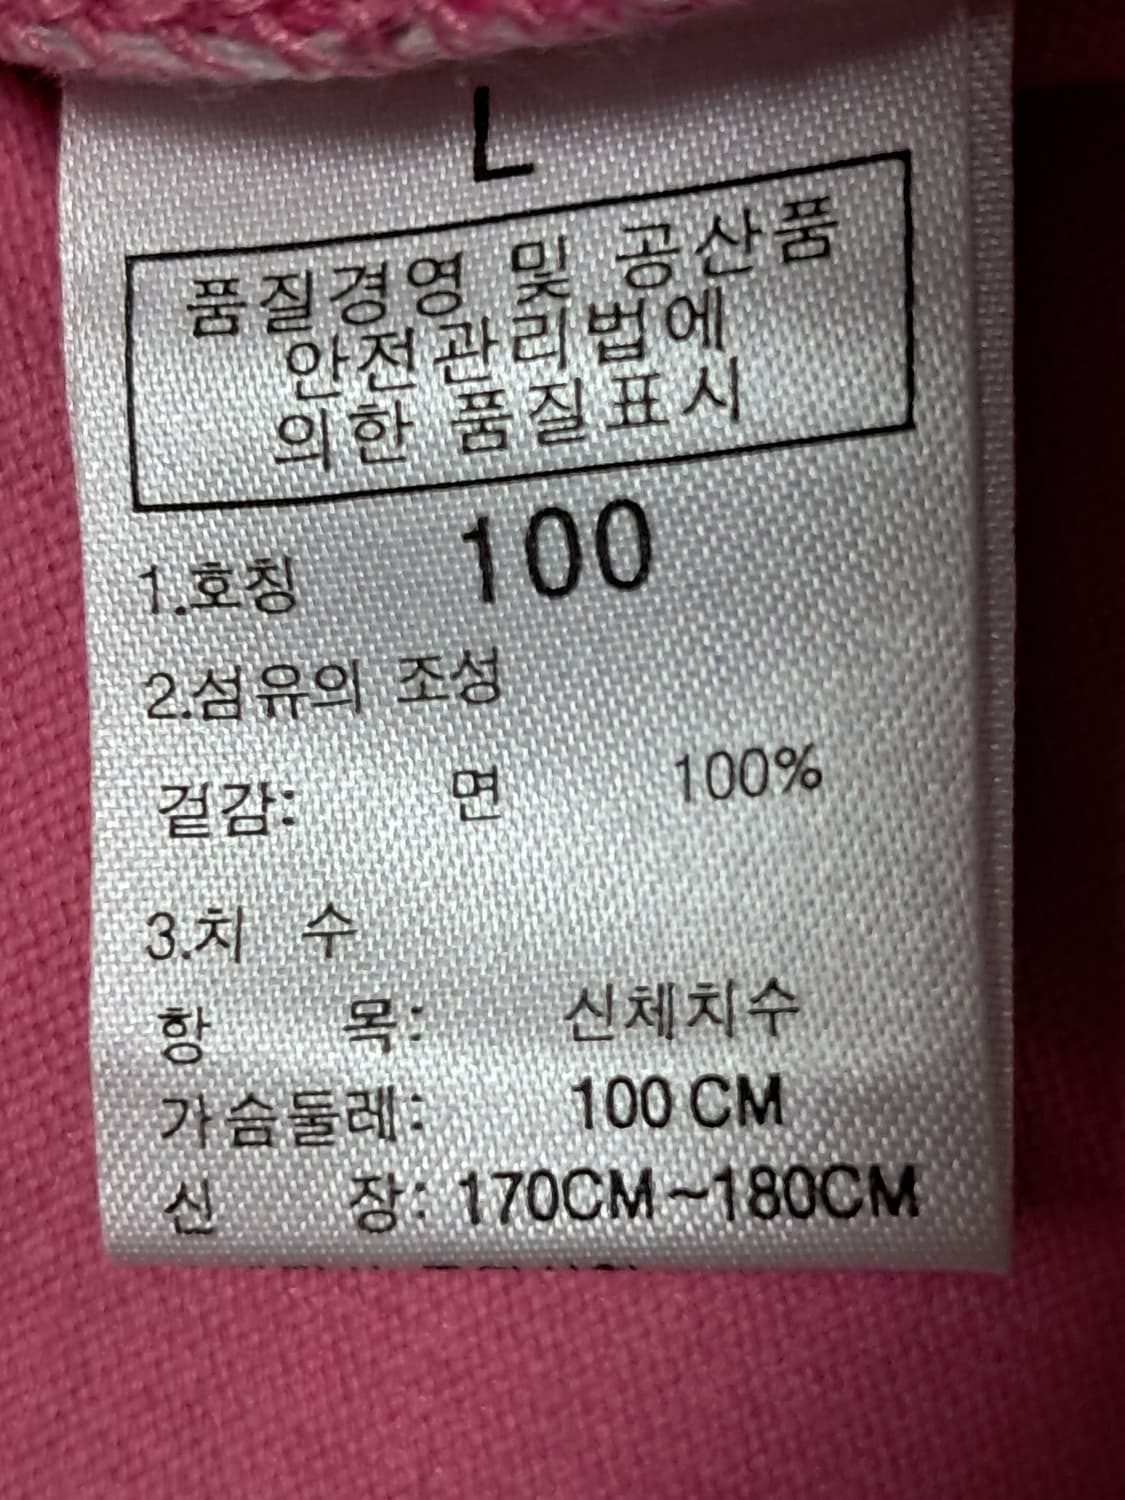 L
품질경영 및 공산품
안전관리법에
의한 품질표시
1.호칭 100
2.섬유의 조성
겉감: 면 100%
3.치 수
항 목: 신체치수
가슴둘레: 100 CM
신 장: 170CM~180CM